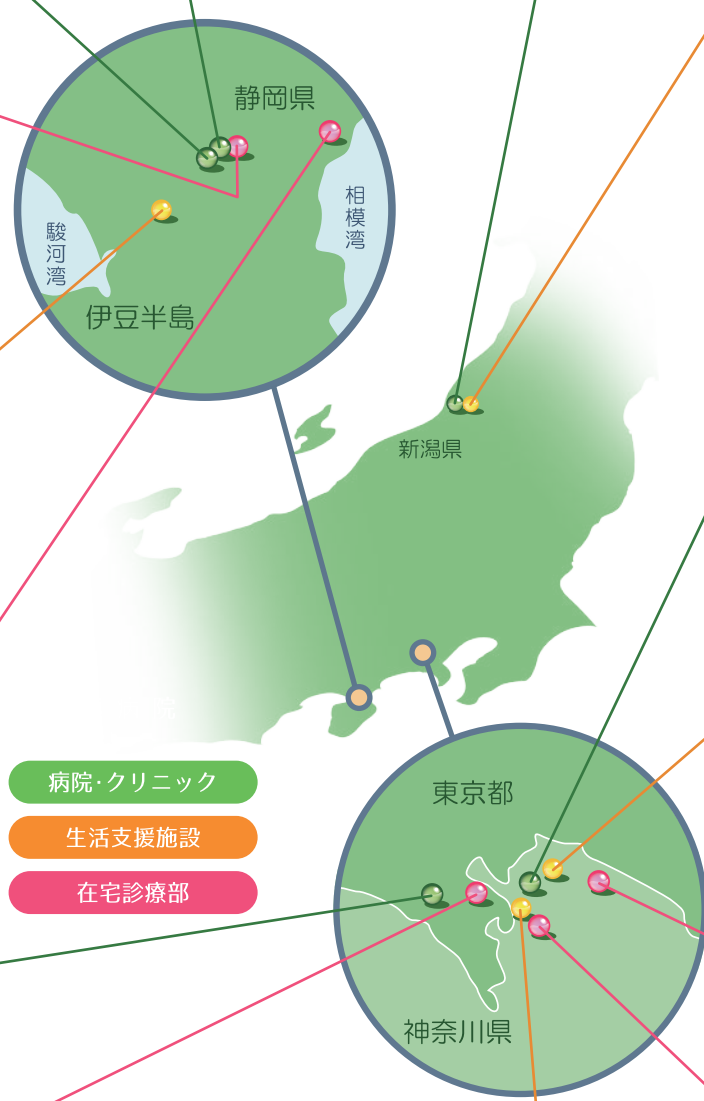 静岡県
相模湾
駿河湾
伊豆半島
新潟県
病院・クリニック
生活支援施設
在宅診療部
東京都
神奈川県